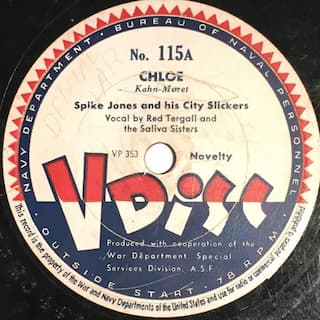 NAVY DEPARTMENT • BUREAU OF NAVAL PERSONNEL
No. 115A
CHLOE
Kahn-Moret
Spike Jones and his City Slickers
Vocal by Red Tergall and
the Saliva Sisters
VP 353 Novelty
V Disc
Produced with cooperation of the
War Department Special
Services Division, A.S.F.
OUTSIDE START • 78 RPM
This record is the property of the War and Navy Departments of the United States and use for radio or commercial purposes is prohibited